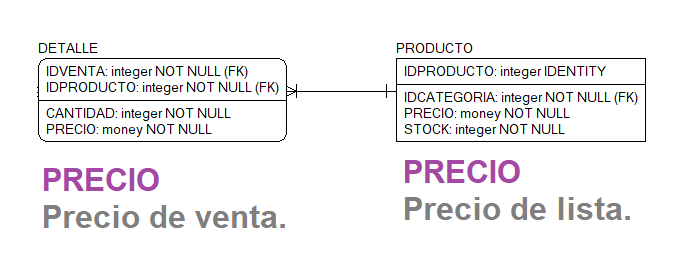 DETALLE
IDVENTA: integer NOT NULL (FK)
IDPRODUCTO: integer NOT NULL (FK)
CANTIDAD: integer NOT NULL
PRECIO: money NOT NULL
PRECIO
Precio de venta.
PRODUCTO
IDPRODUCTO: integer IDENTITY
IDCATEGORIA: integer NOT NULL (FK)
PRECIO: money NOT NULL
STOCK: integer NOT NULL
PRECIO
Precio de lista.